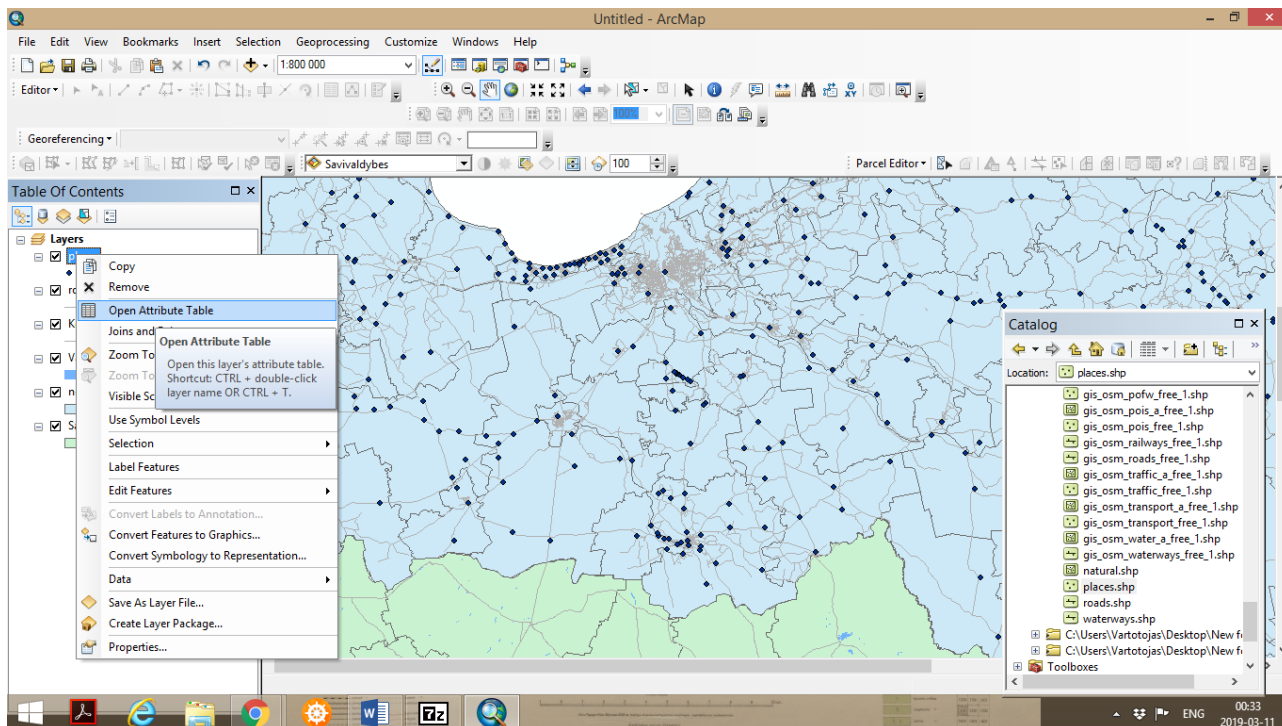 Untitled - ArcMap
File Edit View Bookmarks Insert Selection Geoprocessing Customize Windows Help
1:800 000
Editor
100%
Georeferencing
Savivaldybes
100
Parcel Editor
Table Of Contents
Layers
p
Copy
ro
Remove
Open Attribute Table
K
Joins and
Open Attribute Table
Open this layer's attribute table.
Shortcut: CTRL + double-click
layer name OR CTRL + T.
V
Zoom To
Zoom To
n
Visible Sc
Use Symbol Levels
Sa
Selection
Label Features
Edit Features
Convert Labels to Annotation...
Convert Features to Graphics...
Convert Symbology to Representation...
Data
Save As Layer File...
Create Layer Package...
Properties...
Catalog
Location: places.shp
gis_osm_pofw_free_1.shp
gis_osm_pois_a_free_1.shp
gis_osm_pois_free_1.shp
gis_osm_railways_free_1.shp
gis_osm_roads_free_1.shp
gis_osm_traffic_a_free_1.shp
gis_osm_traffic_free_1.shp
gis_osm_transport_a_free_1.shp
gis_osm_transport_free_1.shp
gis_osm_water_a_free_1.shp
gis_osm_waterways_free_1.shp
natural.shp
places.shp
roads.shp
waterways.shp
C:\Users\Vartotojas\Desktop\New f
C:\Users\Vartotojas\Desktop\New f
Toolboxes
7z
ENG
00:33
2019-03-11